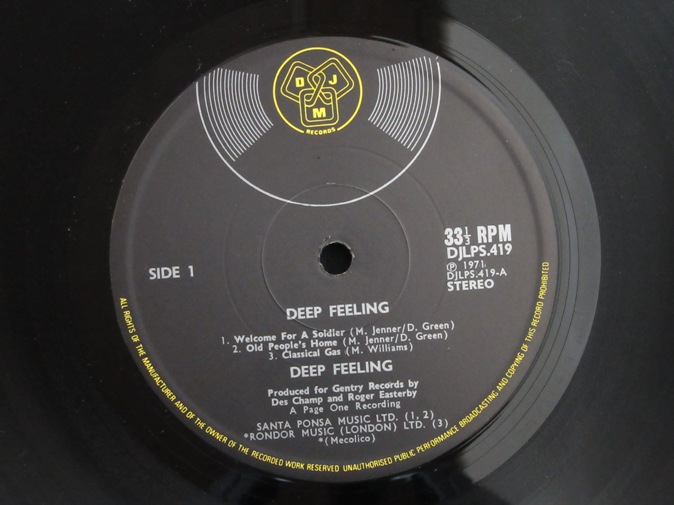 D J
M
RECORDS
33⅓ RPM
DJLPS.419
℗ 1971
DJLPS.419-A
STEREO
SIDE 1
DEEP FEELING
1. Welcome For A Soldier (M. Jenner/D. Green)
2. Old People's Home (M. Jenner/D. Green)
3. Classical Gas (M. Williams)
DEEP FEELING
Produced for Gentry Records by
Des Champ and Roger Easterby
A Page One Recording
SANTA PONSA MUSIC LTD. (1, 2)
*RONDOR MUSIC (LONDON) LTD. (3)
*(Mecolico)
ALL RIGHTS OF THE MANUFACTURER AND OF THE OWNER OF THE RECORDED WORK RESERVED UNAUTHORISED PUBLIC PERFORMANCE BROADCASTING AND COPYING OF THIS RECORD PROHIBITED